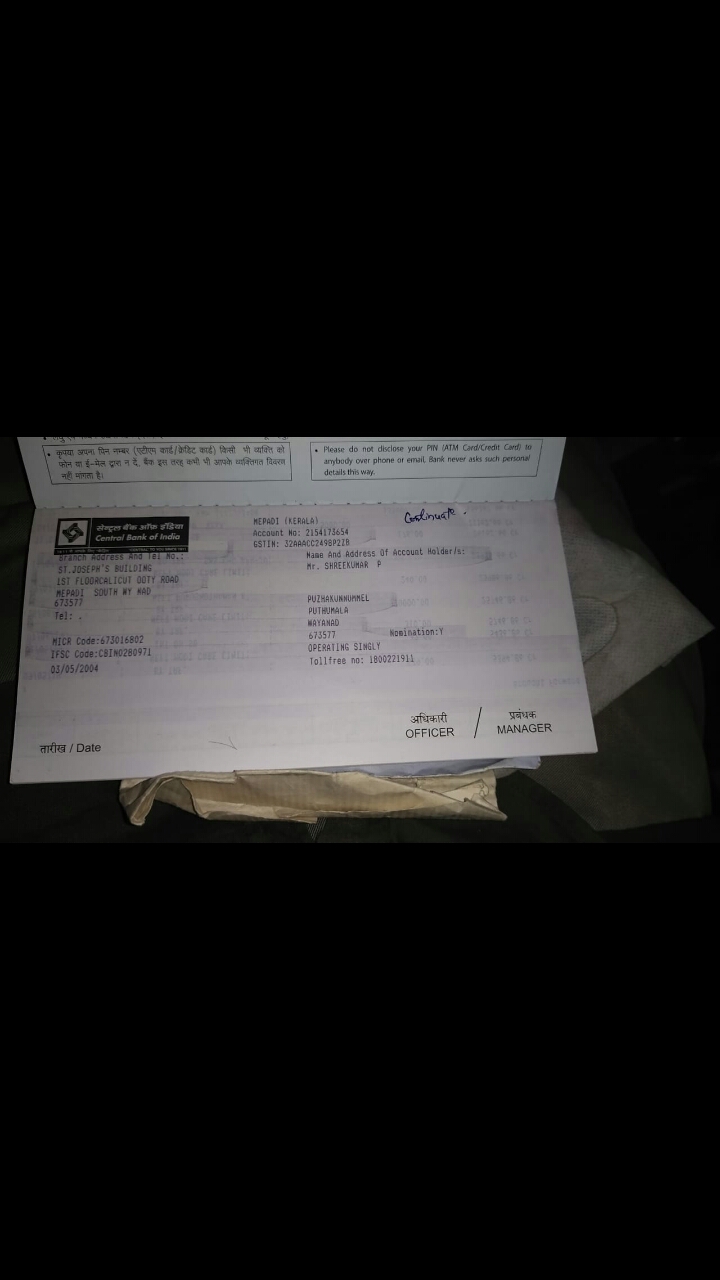 • कृपया अपना पिन नम्बर (एटीएम कार्ड/क्रेडिट कार्ड) किसी भी व्यक्ति को
फोन या ई-मेल द्वारा न दें, बैंक इस तरह कभी भी आपके व्यक्तिगत विवरण
नहीं मांगता है।
• Please do not disclose your PIN (ATM Card/Credit Card) to
anybody over phone or email. Bank never asks such personal
details this way.
सेन्ट्रल बैंक ऑफ़ इंडिया
Central Bank of India
Branch Address And Tel No.:
ST.JOSEPH'S BUILDING
1ST FLOORCALICUT OOTY ROAD
MEPADI SOUTH WY NAD
673577
Tel: .
MICR Code:673016802
IFSC Code:CBIN0280971
03/05/2004
MEPADI (KERALA)
Account No: 2154173654
GSTIN: 32AAACC2498P2ZB
Name And Address Of Account Holder/s:
Mr. SHREEKUMAR P
PUZHAKUNNUMMEL
PUTHUMALA
WAYANAD
673577 Nomination:Y
OPERATING SINGLY
Tollfree no: 1800221911
तारीख / Date
अधिकारी / प्रबंधक
OFFICER MANAGER